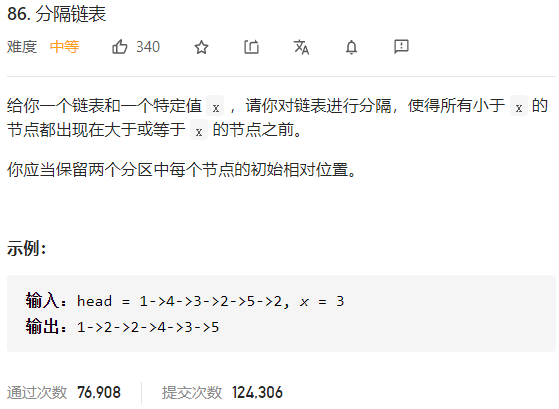 86. 分隔链表
难度 中等 340
给你一个链表和一个特定值 x ，请你对链表进行分隔，使得所有小于 x 的
节点都出现在大于或等于 x 的节点之前。
你应当保留两个分区中每个节点的初始相对位置。
示例：
输入：head = 1->4->3->2->5->2, x = 3
输出：1->2->2->4->3->5
通过次数 76,908 提交次数 124,306